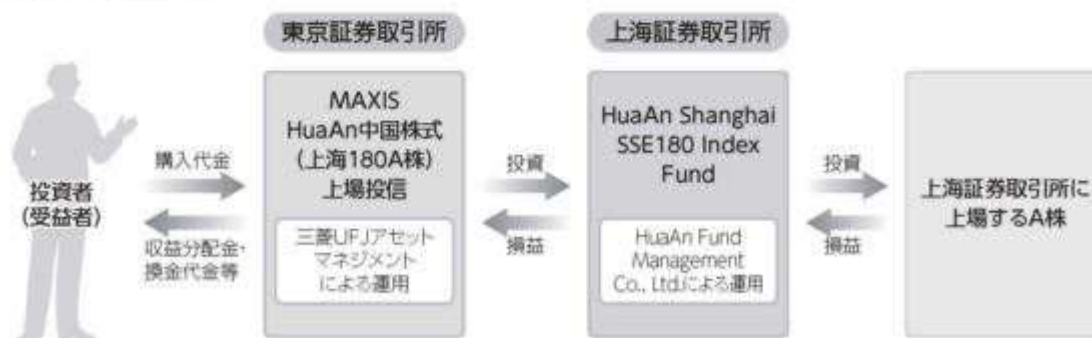 東京証券取引所
上海証券取引所
MAXIS
HuaAn中国株式
(上海180A株)
上場投信
三菱UFJアセット
マネジメント
による運用
HuaAn Shanghai
SSE180 Index
Fund
HuaAn Fund
Management
Co., Ltd.による運用
投資者
(受益者)
購入代金
収益分配金・
換金代金等
投資
損益
投資
損益
上海証券取引所に
上場するA株